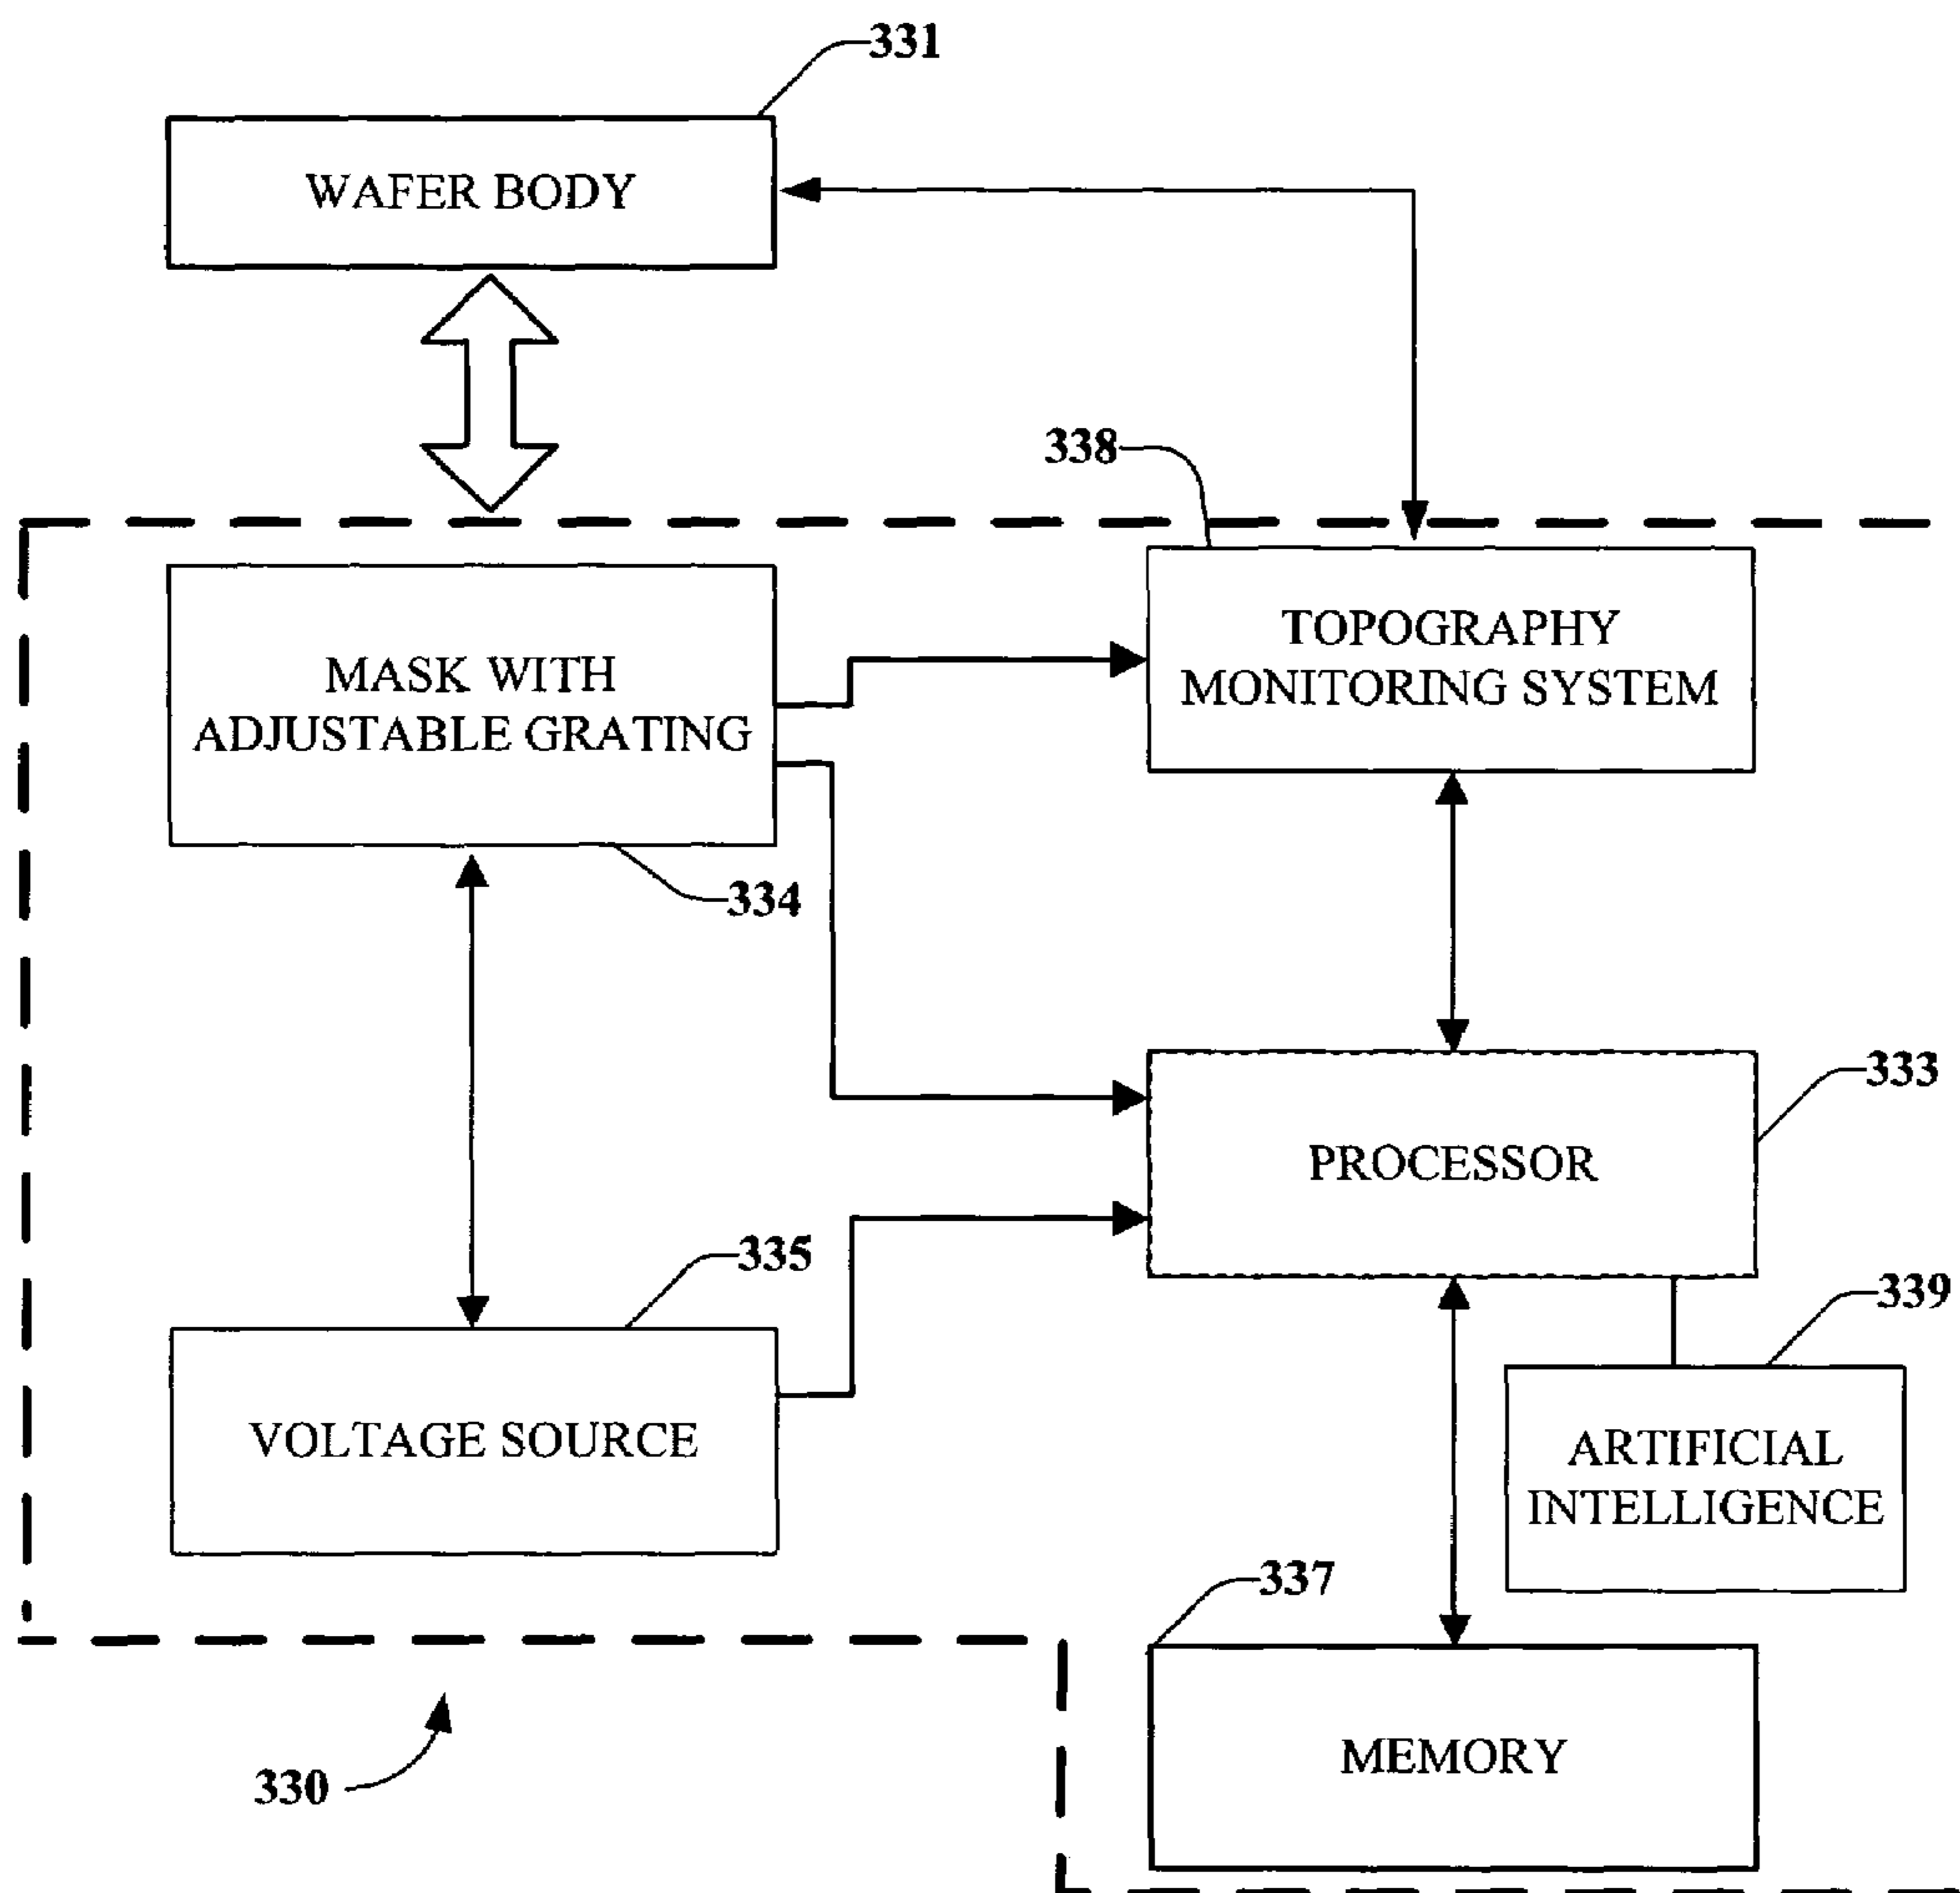 331
WAFER BODY
338
TOPOGRAPHY
MONITORING SYSTEM
MASK WITH
ADJUSTABLE GRATING
334
333
PROCESSOR
335
339
VOLTAGE SOURCE
ARTIFICIAL
INTELLIGENCE
337
MEMORY
330